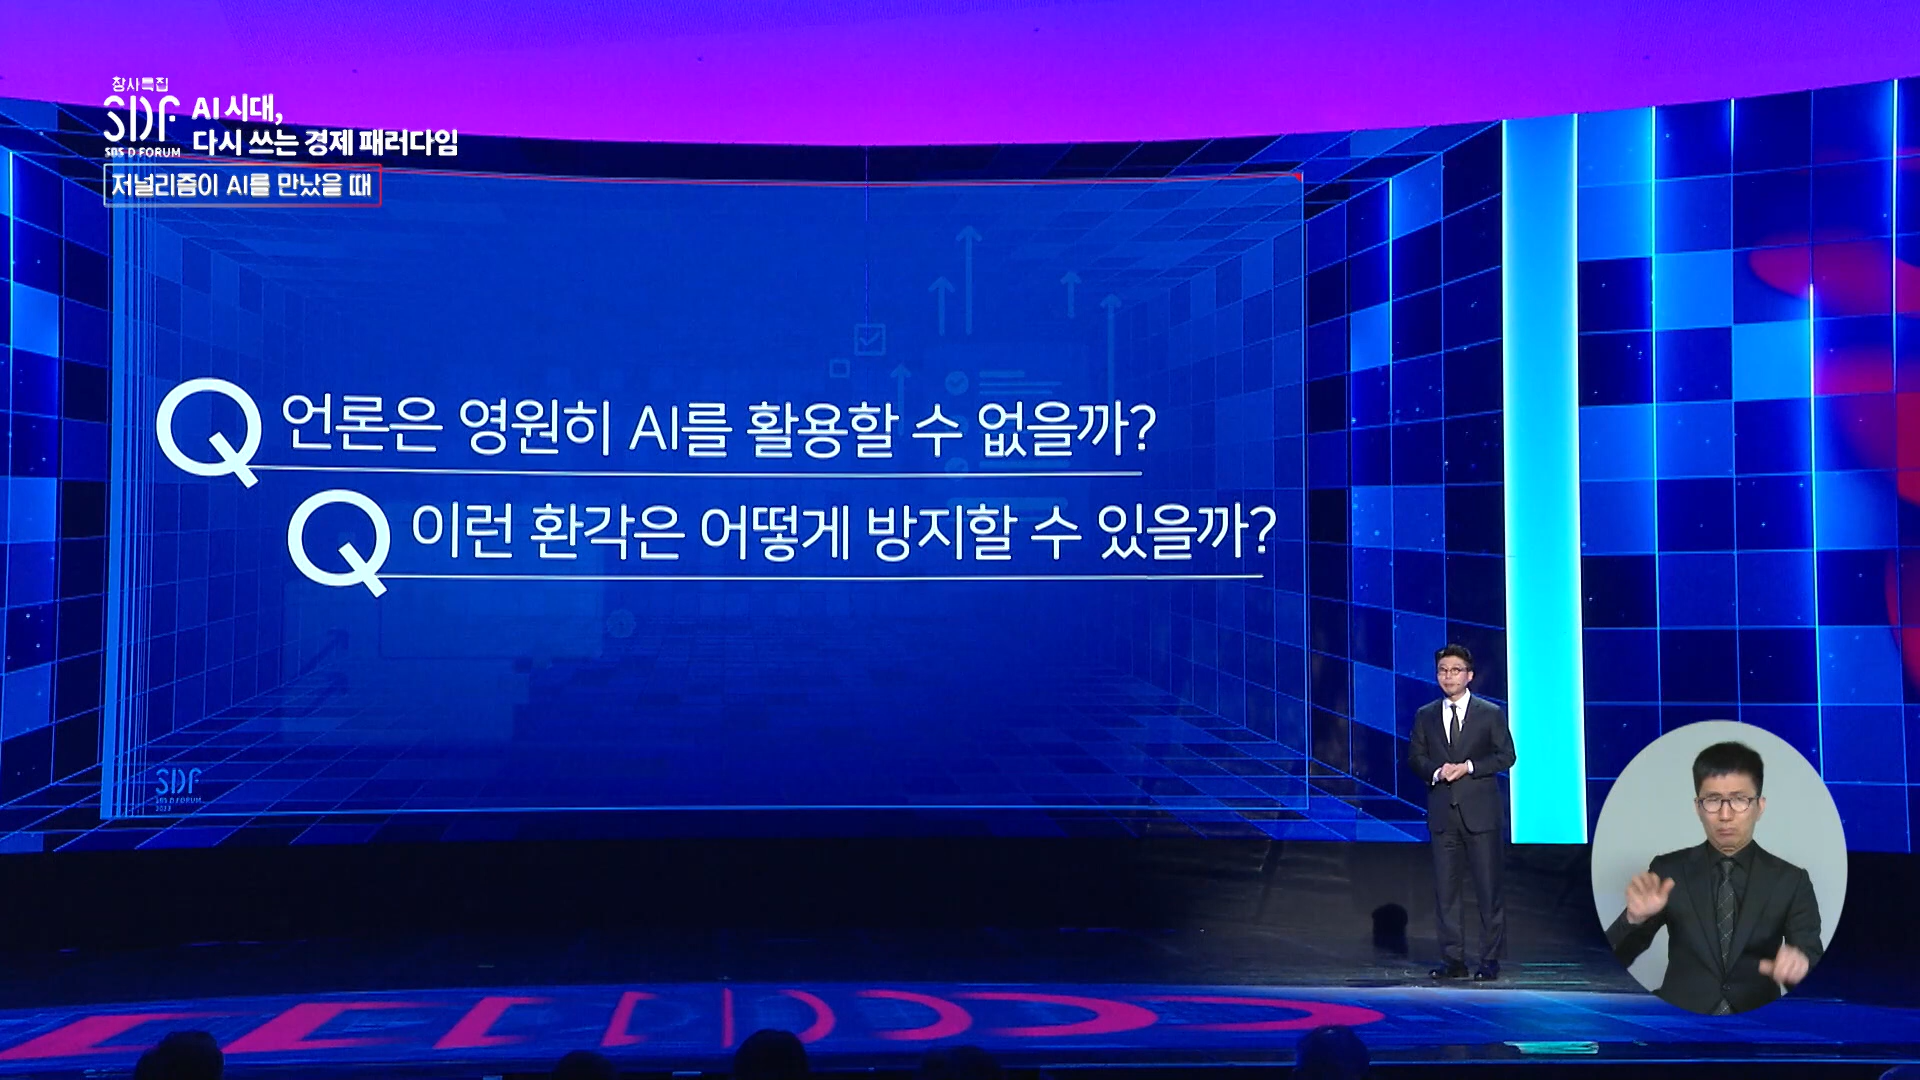 창사특집
SDF
SBS D FORUM
AI 시대,
다시 쓰는 경제 패러다임
저널리즘이 AI를 만났을 때
Q 언론은 영원히 AI를 활용할 수 없을까?
Q 이런 환각은 어떻게 방지할 수 있을까?
SDF
SBS D FORUM
2023